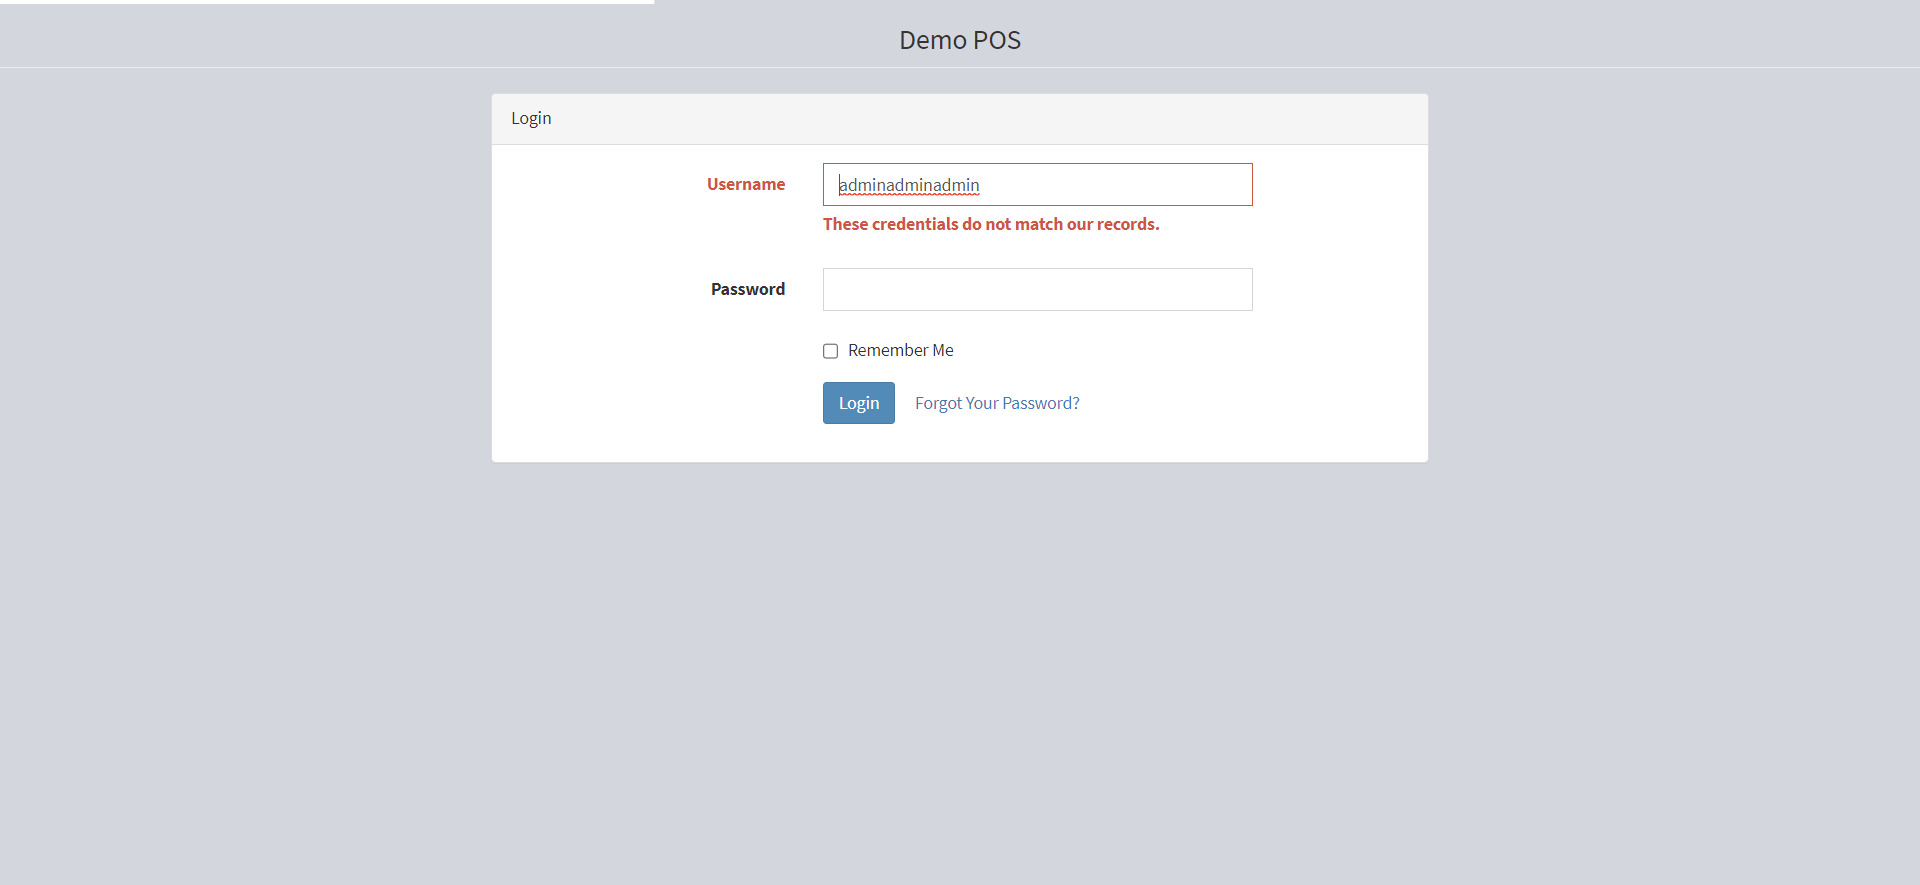 Demo POS
Login
Username
adminadminadmin
These credentials do not match our records.
Password
Remember Me
Login
Forgot Your Password?